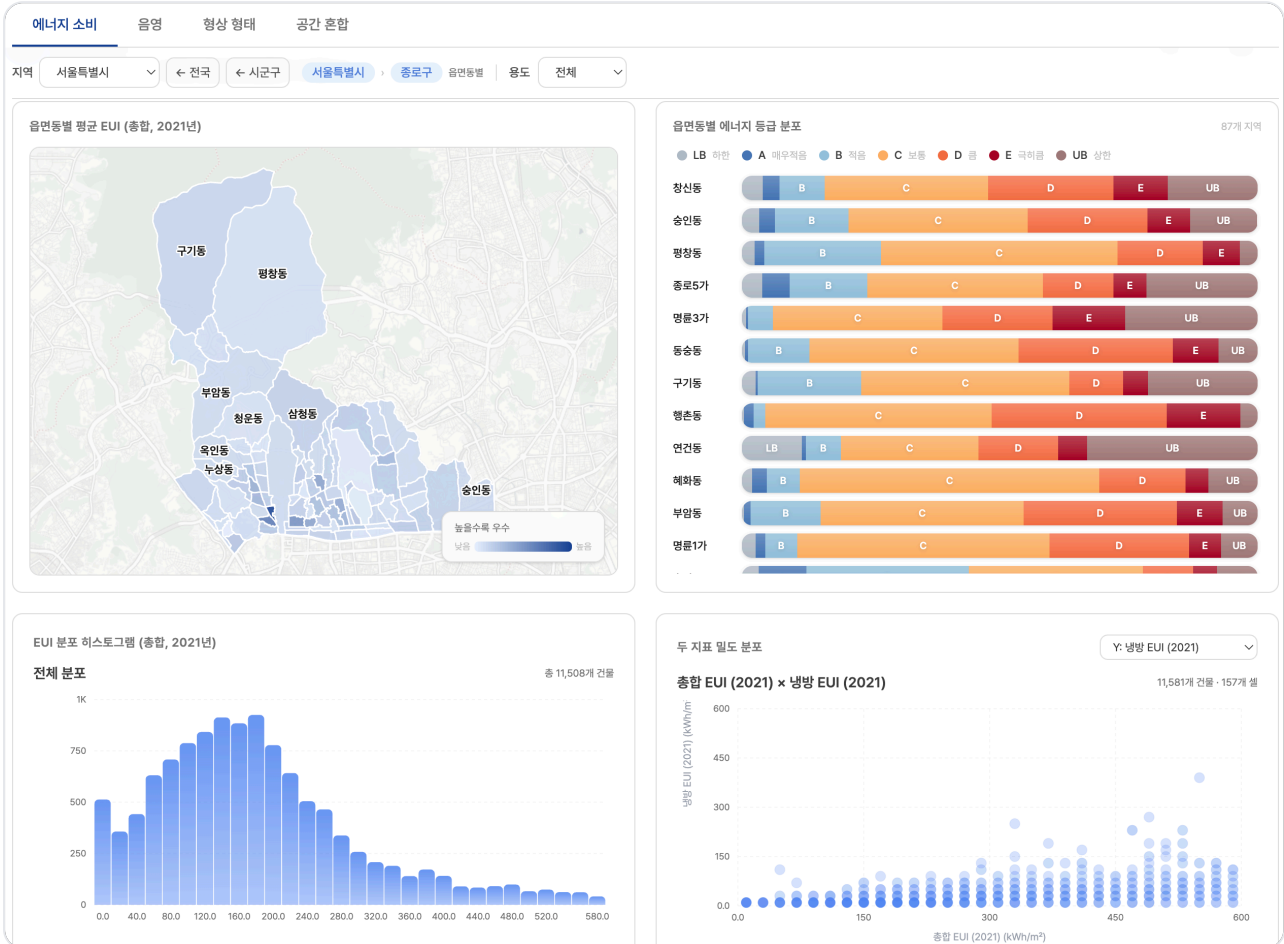 에너지 소비 음영 형상 형태 공간 혼합
지역 서울특별시 ← 전국 ← 시군구 서울특별시 › 종로구 읍면동별 용도 전체
읍면동별 평균 EUI (총합, 2021년)
구기동
평창동
부암동
청운동
삼청동
옥인동
누상동
숭인동
높을수록 우수
낮음 높음
읍면동별 에너지 등급 분포 87개 지역
LB 하한 A 매우적음 B 적음 C 보통 D 큼 E 극히큼 UB 상한
창신동 B C D E UB
숭인동 B C D E UB
평창동 B C D E
종로5가 B C D E UB
명륜3가 C D E UB
동숭동 B C D E UB
구기동 B C D UB
행촌동 C D E
연건동 LB B C D UB
혜화동 B C D UB
부암동 B C D E UB
명륜1가 B C D E UB
EUI 분포 히스토그램 (총합, 2021년)
전체 분포 총 11,508개 건물
1K
750
500
250
0
0.0 40.0 80.0 120.0 160.0 200.0 240.0 280.0 320.0 360.0 400.0 440.0 480.0 520.0 580.0
두 지표 밀도 분포 Y: 냉방 EUI (2021)
총합 EUI (2021) × 냉방 EUI (2021) 11,581개 건물 · 157개 셀
냉방 EUI (2021) (kWh/m
600
450
300
150
0.0
0.0 150 300 450 600
총합 EUI (2021) (kWh/m²)